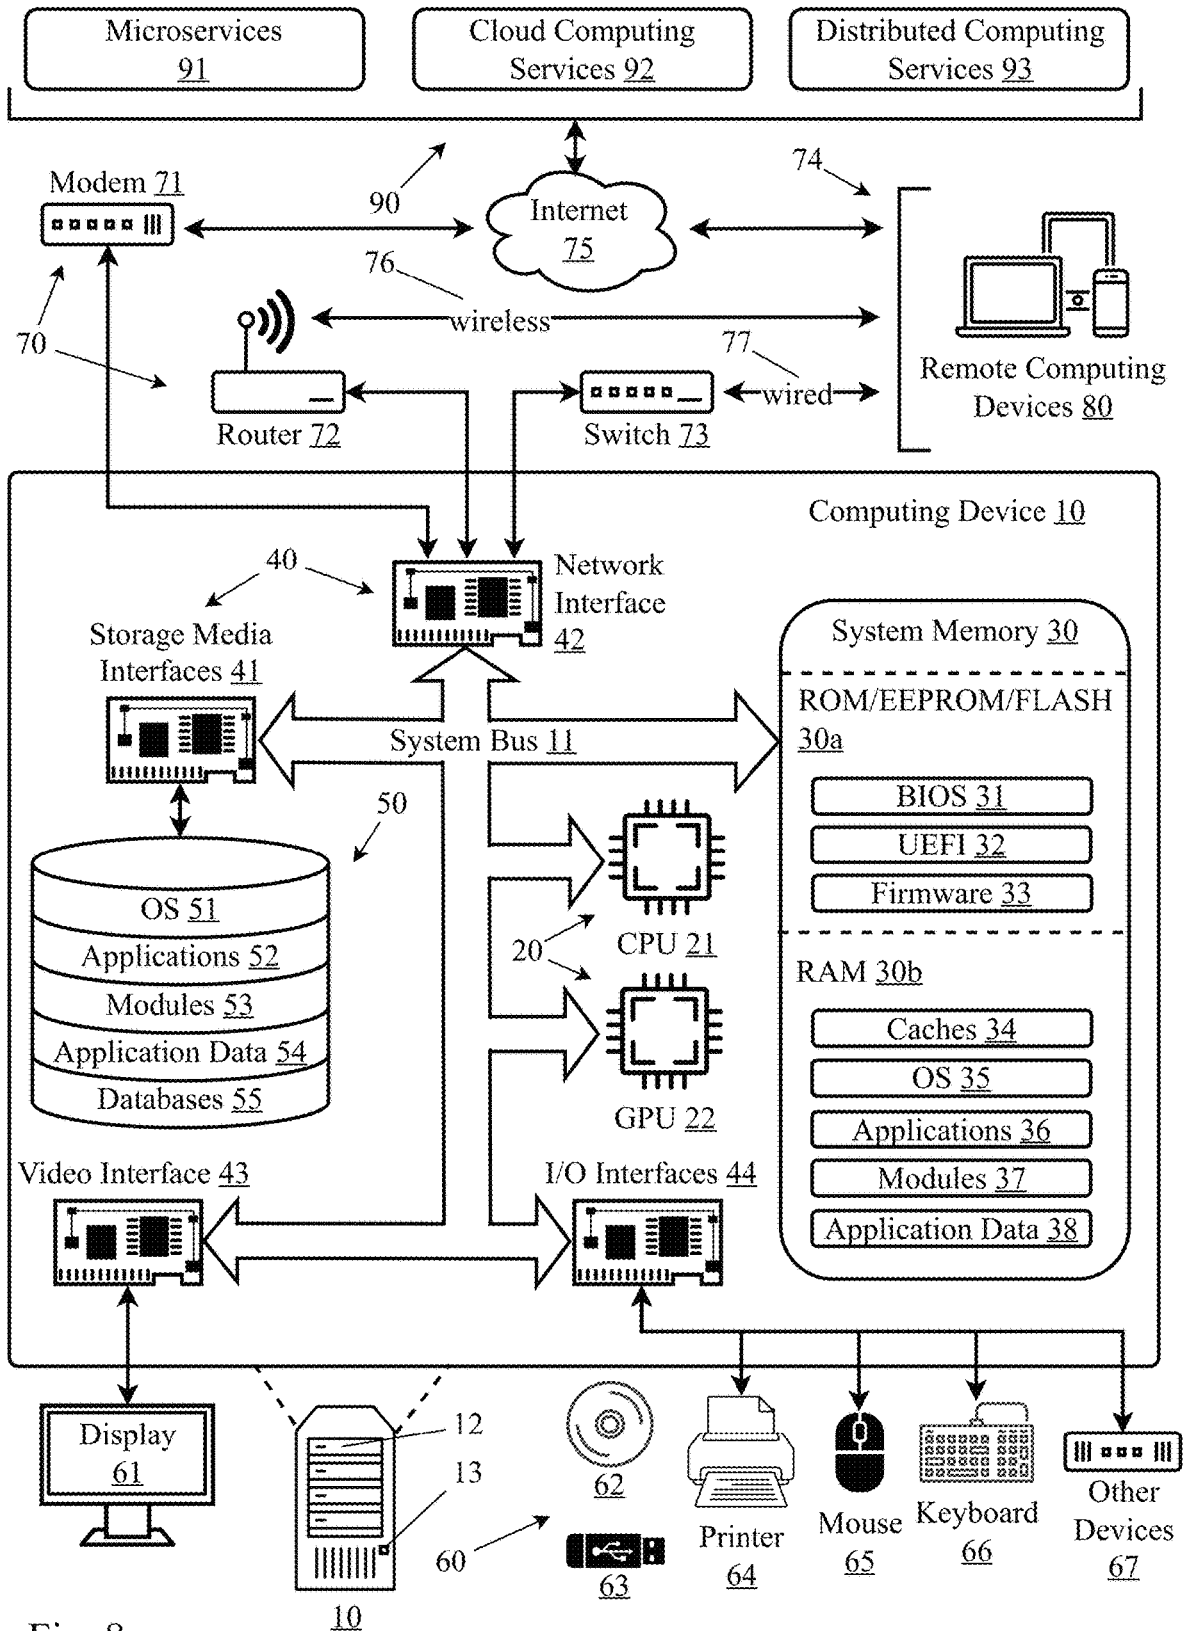 Microservices
91
Cloud Computing
Services 92
Distributed Computing
Services 93
74
90
Modem 71
Internet
75
76
wireless
70
77
wired
Remote Computing
Devices 80
Router 72
Switch 73
Computing Device 10
40
Network
Interface
42
Storage Media
Interfaces 41
System Bus 11
System Memory 30
ROM/EEPROM/FLASH
30a
BIOS 31
UEFI 32
Firmware 33
50
OS 51
Applications 52
Modules 53
Application Data 54
Databases 55
20
CPU 21
GPU 22
RAM 30b
Caches 34
OS 35
Applications 36
Modules 37
Application Data 38
Video Interface 43
I/O Interfaces 44
Display
61
12
13
10
60
62
63
Printer
64
Mouse
65
Keyboard
66
Other
Devices
67